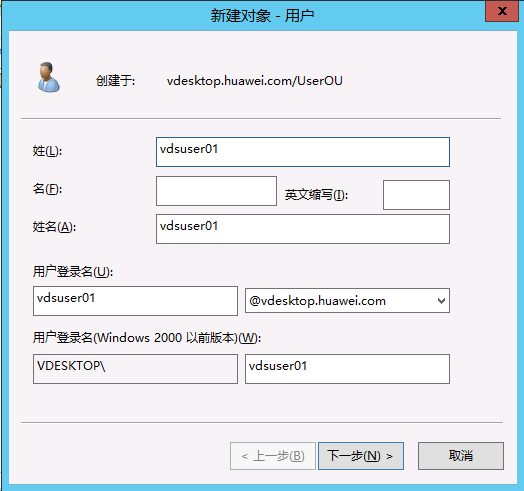 新建对象 - 用户
x
创建于: vdesktop.huawei.com/UserOU
姓(L): vdsuser01
名(F): 英文缩写(I):
姓名(A): vdsuser01
用户登录名(U):
vdsuser01 @vdesktop.huawei.com
用户登录名(Windows 2000 以前版本)(W):
VDESKTOP\ vdsuser01
< 上一步(B) 下一步(N) > 取消